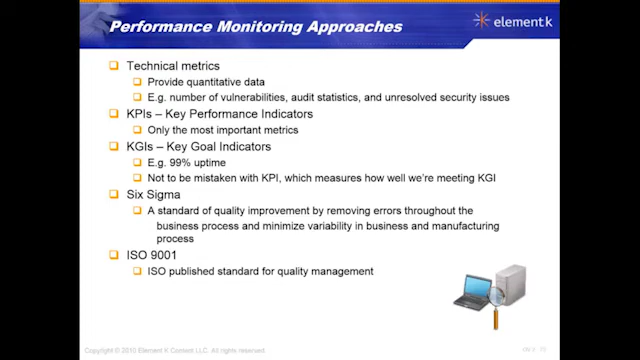 Performance Monitoring Approaches
element k
Technical metrics
Provide quantitative data
E.g. number of vulnerabilities, audit statistics, and unresolved security issues
KPIs – Key Performance Indicators
Only the most important metrics
KGIs – Key Goal Indicators
E.g. 99% uptime
Not to be mistaken with KPI, which measures how well we're meeting KGI
Six Sigma
A standard of quality improvement by removing errors throughout the
business process and minimize variability in business and manufacturing
process
ISO 9001
ISO published standard for quality management
Copyright © 2010 Element K Content LLC. All rights reserved.